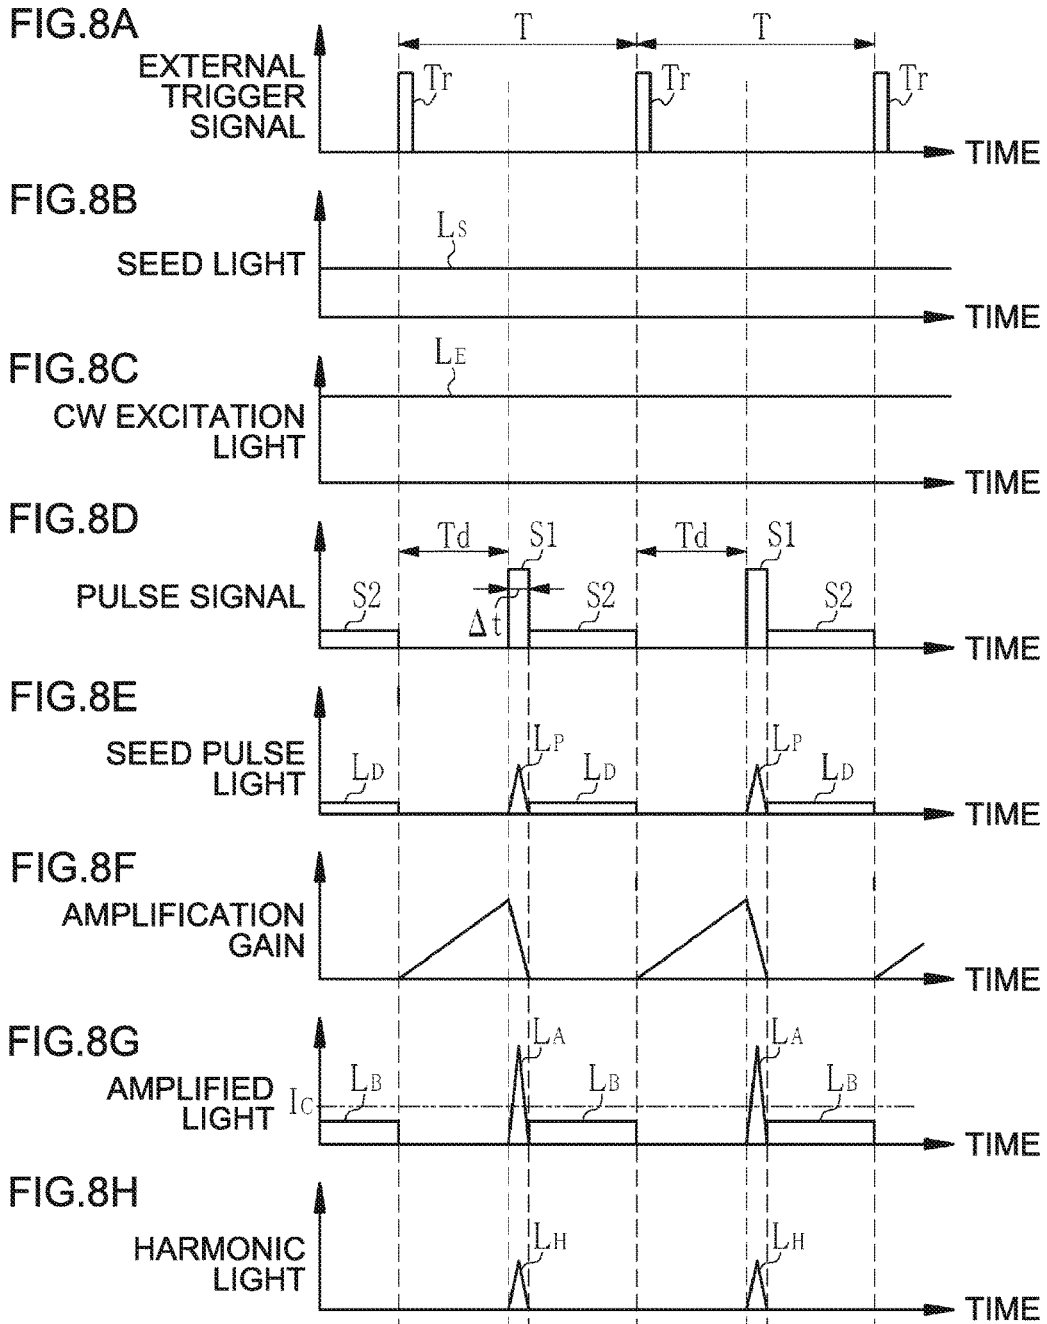 FIG.8A
EXTERNAL
TRIGGER
SIGNAL
T T
Tr Tr Tr
TIME
FIG.8B
SEED LIGHT
LS
TIME
FIG.8C
CW EXCITATION
LIGHT
LE
TIME
FIG.8D
PULSE SIGNAL
Td S1 Td S1
S2 Δt S2 S2
TIME
FIG.8E
SEED PULSE
LIGHT
LD LP LD LP LD
TIME
FIG.8F
AMPLIFICATION
GAIN
TIME
FIG.8G
AMPLIFIED
LIGHT
IC
LB LA LB LA LB
TIME
FIG.8H
HARMONIC
LIGHT
LH LH
TIME